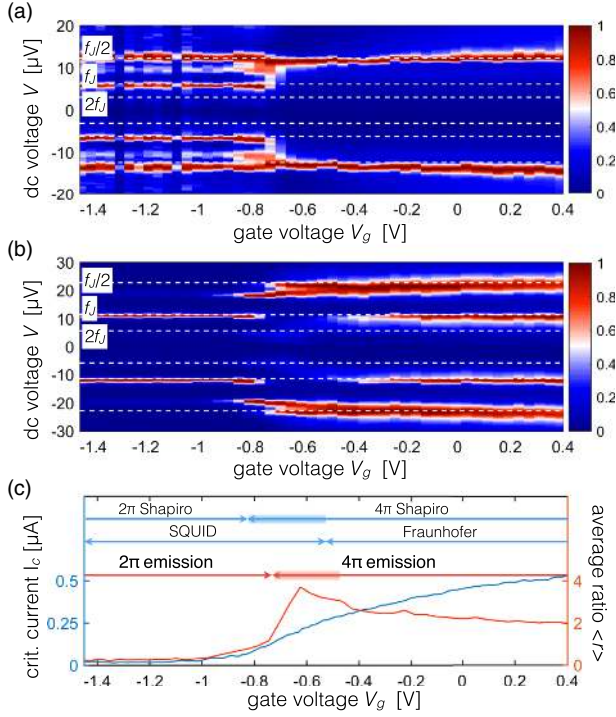 (a)
20
10
0
-10
-20
dc voltage V [µV]
f_J/2
f_J
2f_J
1
0.8
0.6
0.4
0.2
0
-1.4 -1.2 -1 -0.8 -0.6 -0.4 -0.2 0 0.2 0.4
gate voltage V_g [V]
(b)
30
20
10
0
-10
-20
-30
dc voltage V [µV]
f_J/2
f_J
2f_J
1
0.8
0.6
0.4
0.2
0
-1.4 -1.2 -1 -0.8 -0.6 -0.4 -0.2 0 0.2 0.4
gate voltage V_g [V]
(c)
2π Shapiro 4π Shapiro
SQUID Fraunhofer
2π emission 4π emission
crit. current I_c [µA]
0.5
0.25
0
average ratio <r>
4
2
0
-1.4 -1.2 -1 -0.8 -0.6 -0.4 -0.2 0 0.2 0.4
gate voltage V_g [V]